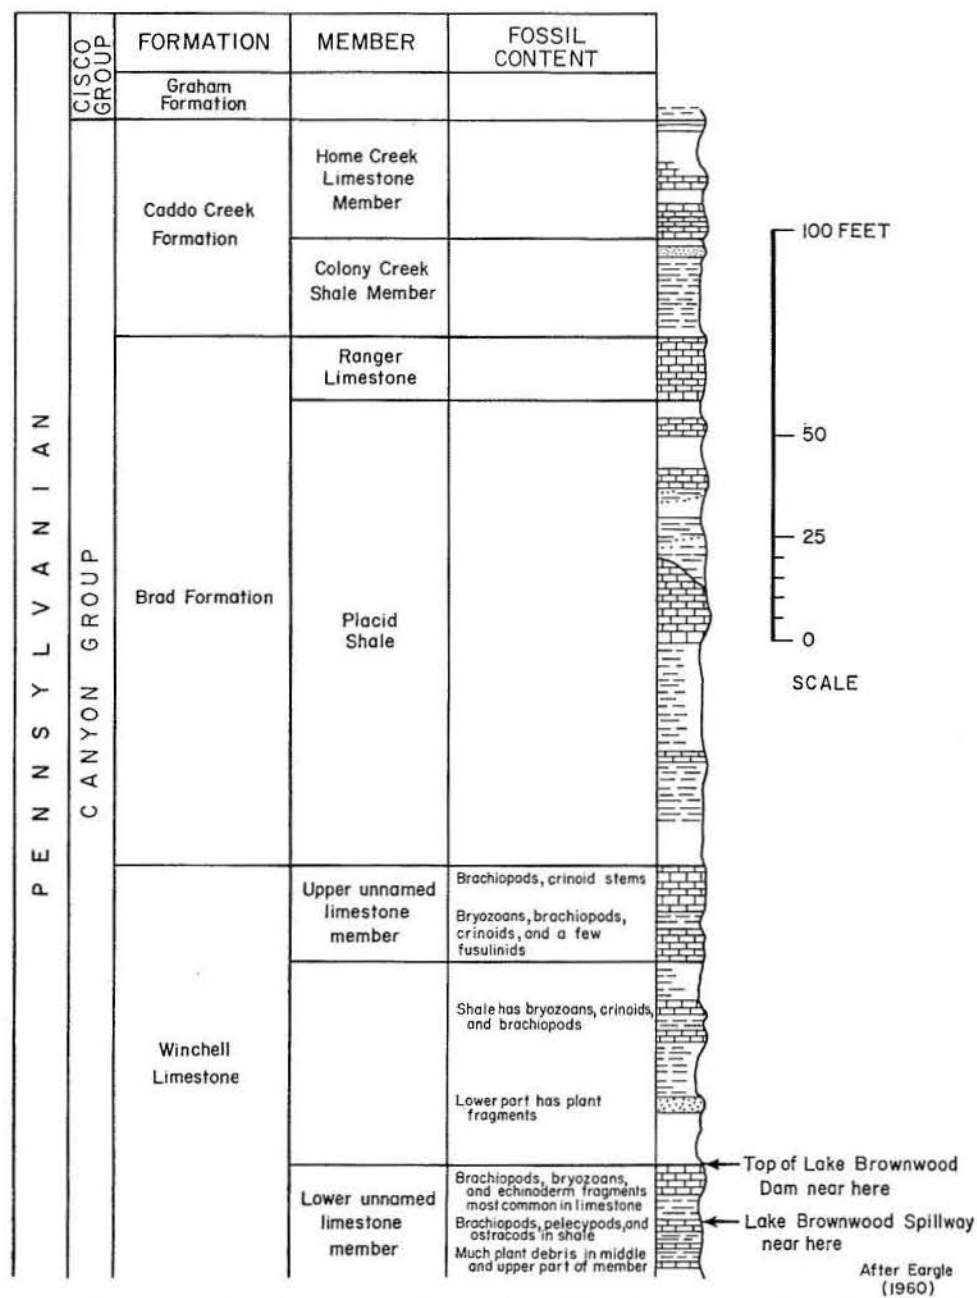 PENNSYLVANIAN
CISCO
GROUP
CANYON GROUP
FORMATION
MEMBER
FOSSIL
CONTENT
Graham
Formation
Caddo Creek
Formation
Home Creek
Limestone
Member
Colony Creek
Shale Member
Brad Formation
Ranger
Limestone
Placid
Shale
Winchell
Limestone
Upper unnamed
limestone
member
Brachiopods, crinoid stems
Bryozoans, brachiopods,
crinoids, and a few
fusulinids
Shale has bryozoans, crinoids,
and brachiopods
Lower part has plant
fragments
Lower unnamed
limestone
member
Brachiopods, bryozoans,
and echinoderm fragments
most common in limestone
Brachiopods, pelecypods, and
ostracods in shale
Much plant debris in middle
and upper part of member
100 FEET
50
25
0
SCALE
Top of Lake Brownwood
Dam near here
Lake Brownwood Spillway
near here
After Eargle
(1960)